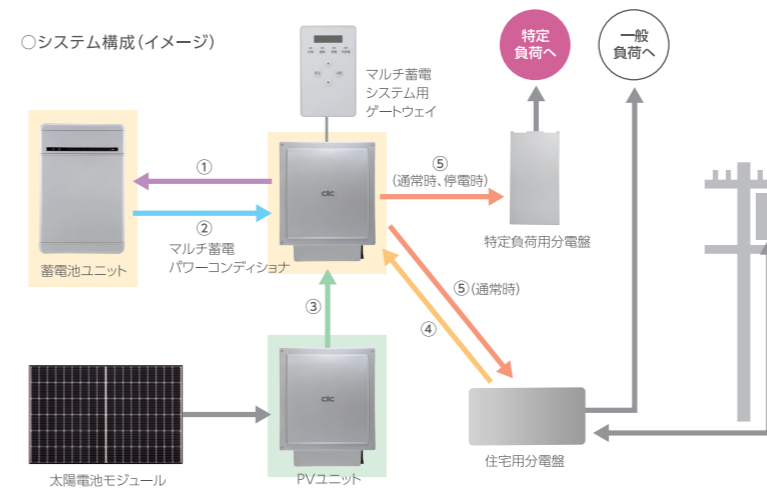 ○システム構成(イメージ)
マルチ蓄電
システム用
ゲートウェイ
特定
負荷へ
一般
負荷へ
CIC
①
⑤
(通常時、停電時)
②
マルチ蓄電
パワーコンディショナ
蓄電池ユニット
特定負荷用分電盤
③
⑤(通常時)
④
CIC
太陽電池モジュール
PVユニット
住宅用分電盤